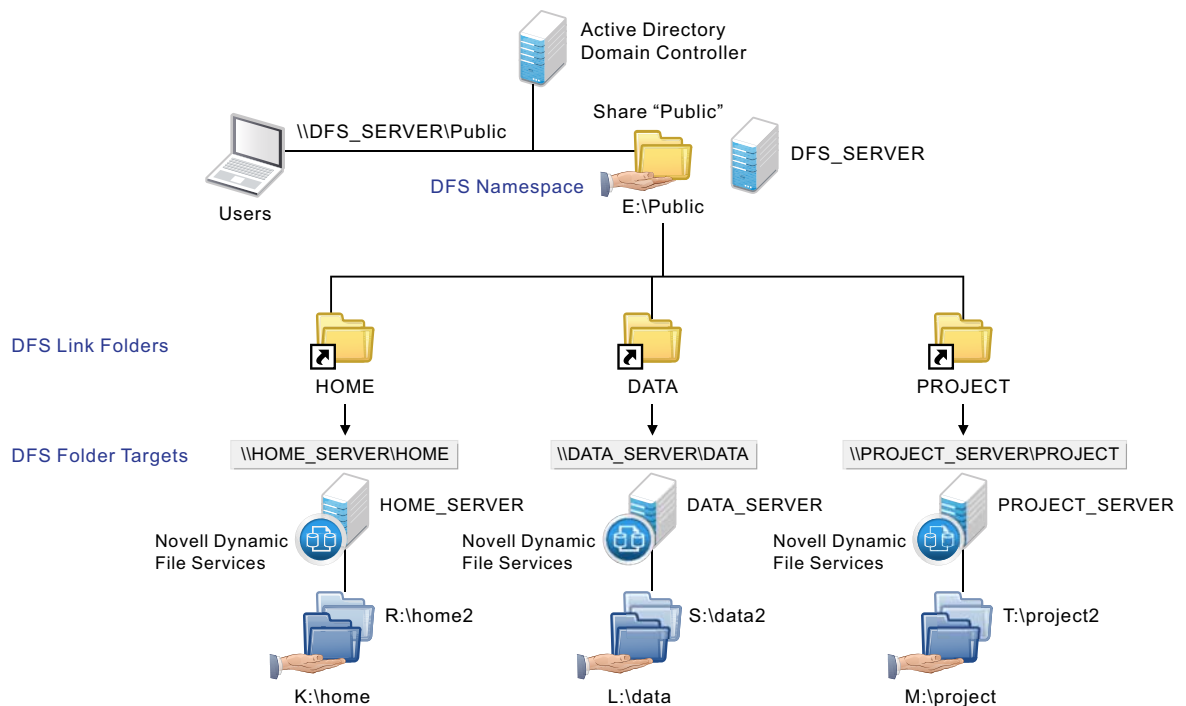 Active Directory
Domain Controller
Share “Public”
\\DFS_SERVER\Public
DFS_SERVER
DFS Namespace
Users
E:\Public
DFS Link Folders
HOME
DATA
PROJECT
DFS Folder Targets
\\HOME_SERVER\HOME
\\DATA_SERVER\DATA
\\PROJECT_SERVER\PROJECT
HOME_SERVER
DATA_SERVER
PROJECT_SERVER
Novell Dynamic
File Services
Novell Dynamic
File Services
Novell Dynamic
File Services
R:\home2
S:\data2
T:\project2
K:\home
L:\data
M:\project